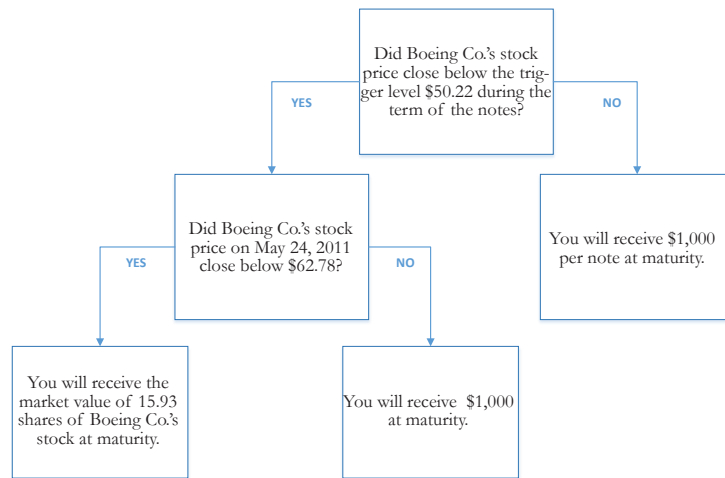 Did Boeing Co.'s stock
price close below the trig-
ger level $50.22 during the
term of the notes?
YES
NO
Did Boeing Co.'s stock
price on May 24, 2011
close below $62.78?
You will receive $1,000
per note at maturity.
YES
NO
You will receive the
market value of 15.93
shares of Boeing Co.'s
stock at maturity.
You will receive $1,000
at maturity.